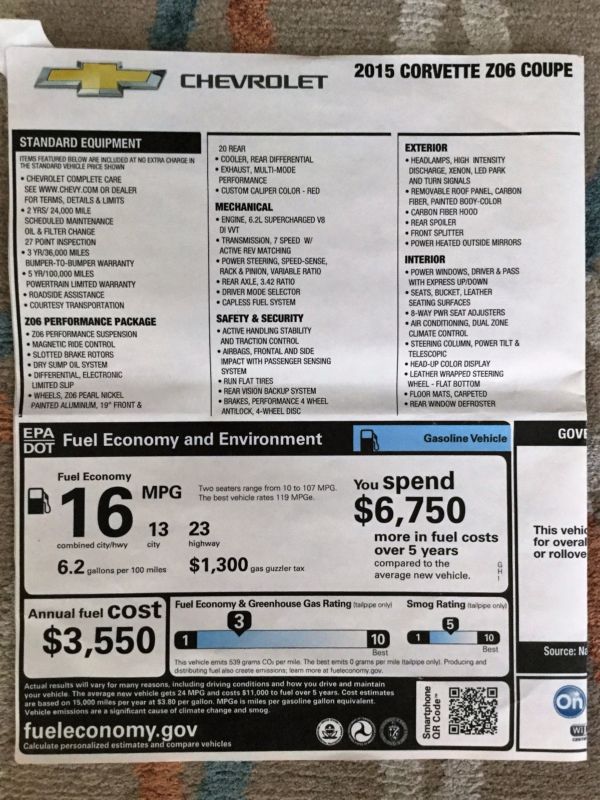 CHEVROLET
2015 CORVETTE Z06 COUPE
STANDARD EQUIPMENT
ITEMS FEATURED BELOW ARE INCLUDED AT NO EXTRA CHARGE IN
THE STANDARD VEHICLE PRICE SHOWN
• CHEVROLET COMPLETE CARE
SEE WWW.CHEVY.COM OR DEALER
FOR TERMS, DETAILS & LIMITS
• 2 YRS/ 24,000 MILE
SCHEDULED MAINTENANCE
OIL & FILTER CHANGE
27 POINT INSPECTION
• 3 YR/36,000 MILES
BUMPER-TO-BUMPER WARRANTY
• 5 YR/100,000 MILES
POWERTRAIN LIMITED WARRANTY
• ROADSIDE ASSISTANCE
• COURTESY TRANSPORTATION
Z06 PERFORMANCE PACKAGE
• Z06 PERFORMANCE SUSPENSION
• MAGNETIC RIDE CONTROL
• SLOTTED BRAKE ROTORS
• DRY SUMP OIL SYSTEM
• DIFFERENTIAL, ELECTRONIC
LIMITED SLIP
• WHEELS, Z06 PEARL NICKEL
PAINTED ALUMINUM, 19" FRONT &
20 REAR
• COOLER, REAR DIFFERENTIAL
• EXHAUST, MULTI-MODE
PERFORMANCE
• CUSTOM CALIPER COLOR - RED
MECHANICAL
• ENGINE, 6.2L SUPERCHARGED V8
DI VVT
• TRANSMISSION, 7 SPEED W/
ACTIVE REV MATCHING
• POWER STEERING, SPEED-SENSE,
RACK & PINION, VARIABLE RATIO
• REAR AXLE, 3.42 RATIO
• DRIVER MODE SELECTOR
• CAPLESS FUEL SYSTEM
SAFETY & SECURITY
• ACTIVE HANDLING STABILITY
AND TRACTION CONTROL
• AIRBAGS, FRONTAL AND SIDE
IMPACT WITH PASSENGER SENSING
SYSTEM
• RUN FLAT TIRES
• REAR VISION BACKUP SYSTEM
• BRAKES, PERFORMANCE 4 WHEEL
ANTILOCK, 4-WHEEL DISC
EXTERIOR
• HEADLAMPS, HIGH INTENSITY
DISCHARGE, XENON, LED PARK
AND TURN SIGNALS
• REMOVABLE ROOF PANEL, CARBON
FIBER, PAINTED BODY-COLOR
• CARBON FIBER HOOD
• REAR SPOILER
• FRONT SPLITTER
• POWER HEATED OUTSIDE MIRRORS
INTERIOR
• POWER WINDOWS, DRIVER & PASS
WITH EXPRESS UP/DOWN
• SEATS, BUCKET, LEATHER
SEATING SURFACES
• 8-WAY PWR SEAT ADJUSTERS
• AIR CONDITIONING, DUAL ZONE
CLIMATE CONTROL
• STEERING COLUMN, POWER TILT &
TELESCOPIC
• HEAD-UP COLOR DISPLAY
• LEATHER WRAPPED STEERING
WHEEL - FLAT BOTTOM
• FLOOR MATS, CARPETED
• REAR WINDOW DEFROSTER
EPA
DOT
Fuel Economy and Environment
Gasoline Vehicle
Fuel Economy
16 MPG
combined city/hwy
13
city
23
highway
Two seaters range from 10 to 107 MPG.
The best vehicle rates 119 MPGe.
6.2 gallons per 100 miles
$1,300 gas guzzler tax
You spend
$6,750
more in fuel costs
over 5 years
compared to the
average new vehicle.
GHI
Annual fuel cost
$3,550
Fuel Economy & Greenhouse Gas Rating (tailpipe only)
3
1
10
Best
Smog Rating (tailpipe only)
5
1
10
Best
This vehicle emits 539 grams CO₂ per mile. The best emits 0 grams per mile (tailpipe only). Producing and
distributing fuel also create emissions; learn more at fueleconomy.gov.
Actual results will vary for many reasons, including driving conditions and how you drive and maintain
your vehicle. The average new vehicle gets 24 MPG and costs $11,000 to fuel over 5 years. Cost estimates
are based on 15,000 miles per year at $3.80 per gallon. MPGe is miles per gasoline gallon equivalent.
Vehicle emissions are a significant cause of climate change and smog.
fueleconomy.gov
Calculate personalized estimates and compare vehicles
Smartphone
QR Code™
GOVE
This vehic
for overal
or rollove
Source: Na
On